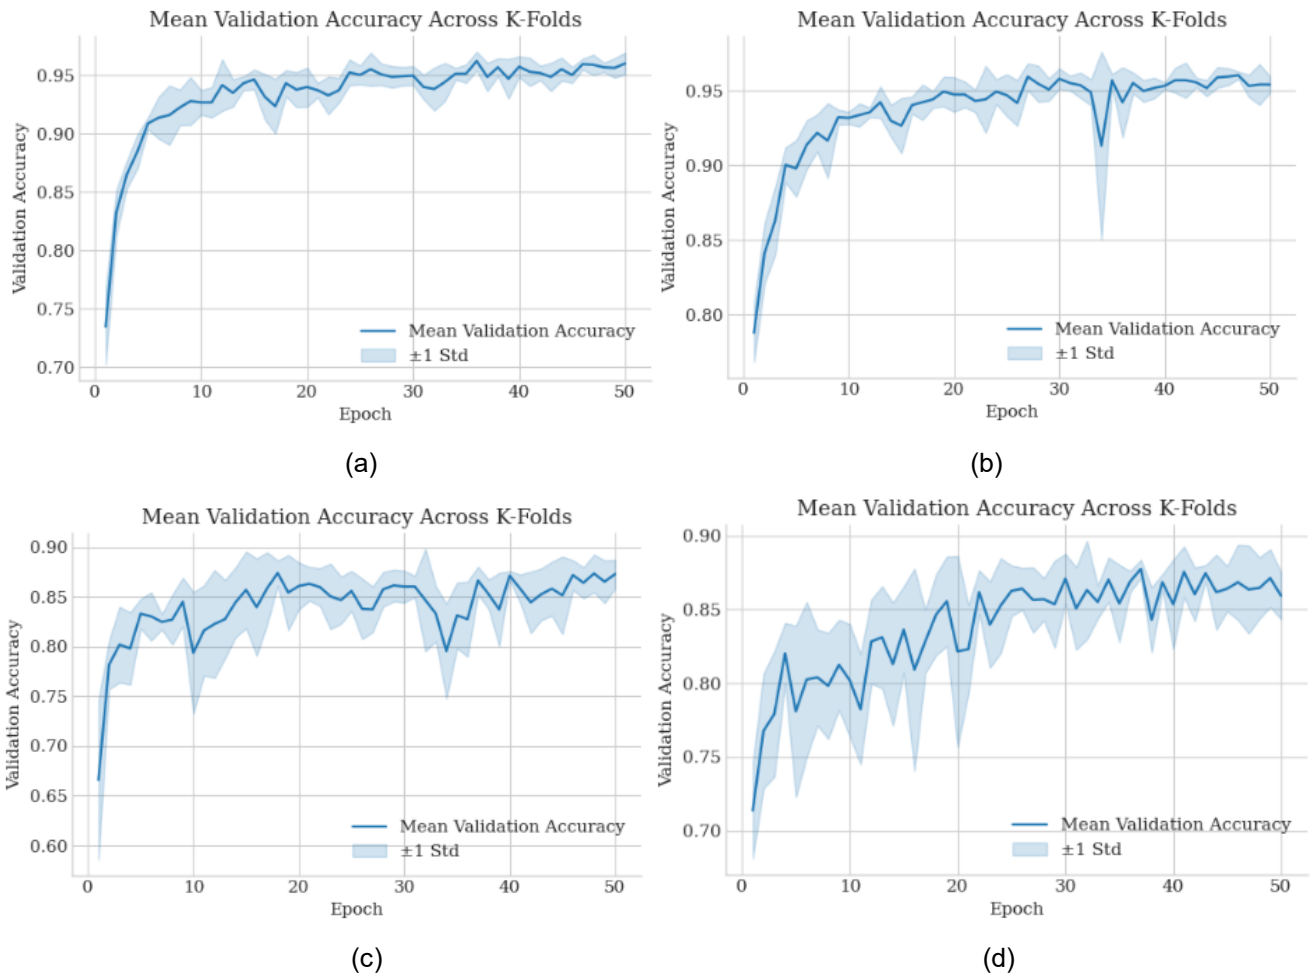 Mean Validation Accuracy Across K-Folds
Validation Accuracy
0.95
0.90
0.85
0.80
0.75
0.70
Mean Validation Accuracy
±1 Std
0 10 20 30 40 50
Epoch
(a)
Mean Validation Accuracy Across K-Folds
Validation Accuracy
0.95
0.90
0.85
0.80
Mean Validation Accuracy
±1 Std
0 10 20 30 40 50
Epoch
(b)
Mean Validation Accuracy Across K-Folds
Validation Accuracy
0.90
0.85
0.80
0.75
0.70
0.65
0.60
Mean Validation Accuracy
±1 Std
0 10 20 30 40 50
Epoch
(c)
Mean Validation Accuracy Across K-Folds
Validation Accuracy
0.90
0.85
0.80
0.75
0.70
Mean Validation Accuracy
±1 Std
0 10 20 30 40 50
Epoch
(d)